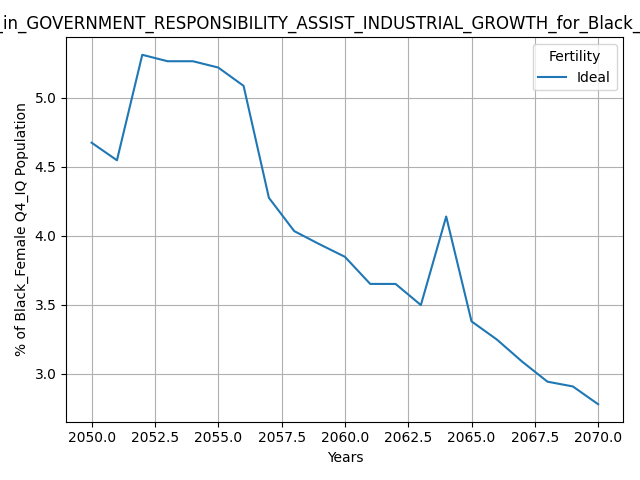 _in_GOVERNMENT_RESPONSIBILITY_ASSIST_INDUSTRIAL_GROWTH_for_Black_
Fertility
Ideal
% of Black_Female Q4_IQ Population
5.0
4.5
4.0
3.5
3.0
2050.0 2052.5 2055.0 2057.5 2060.0 2062.5 2065.0 2067.5 2070.0
Years